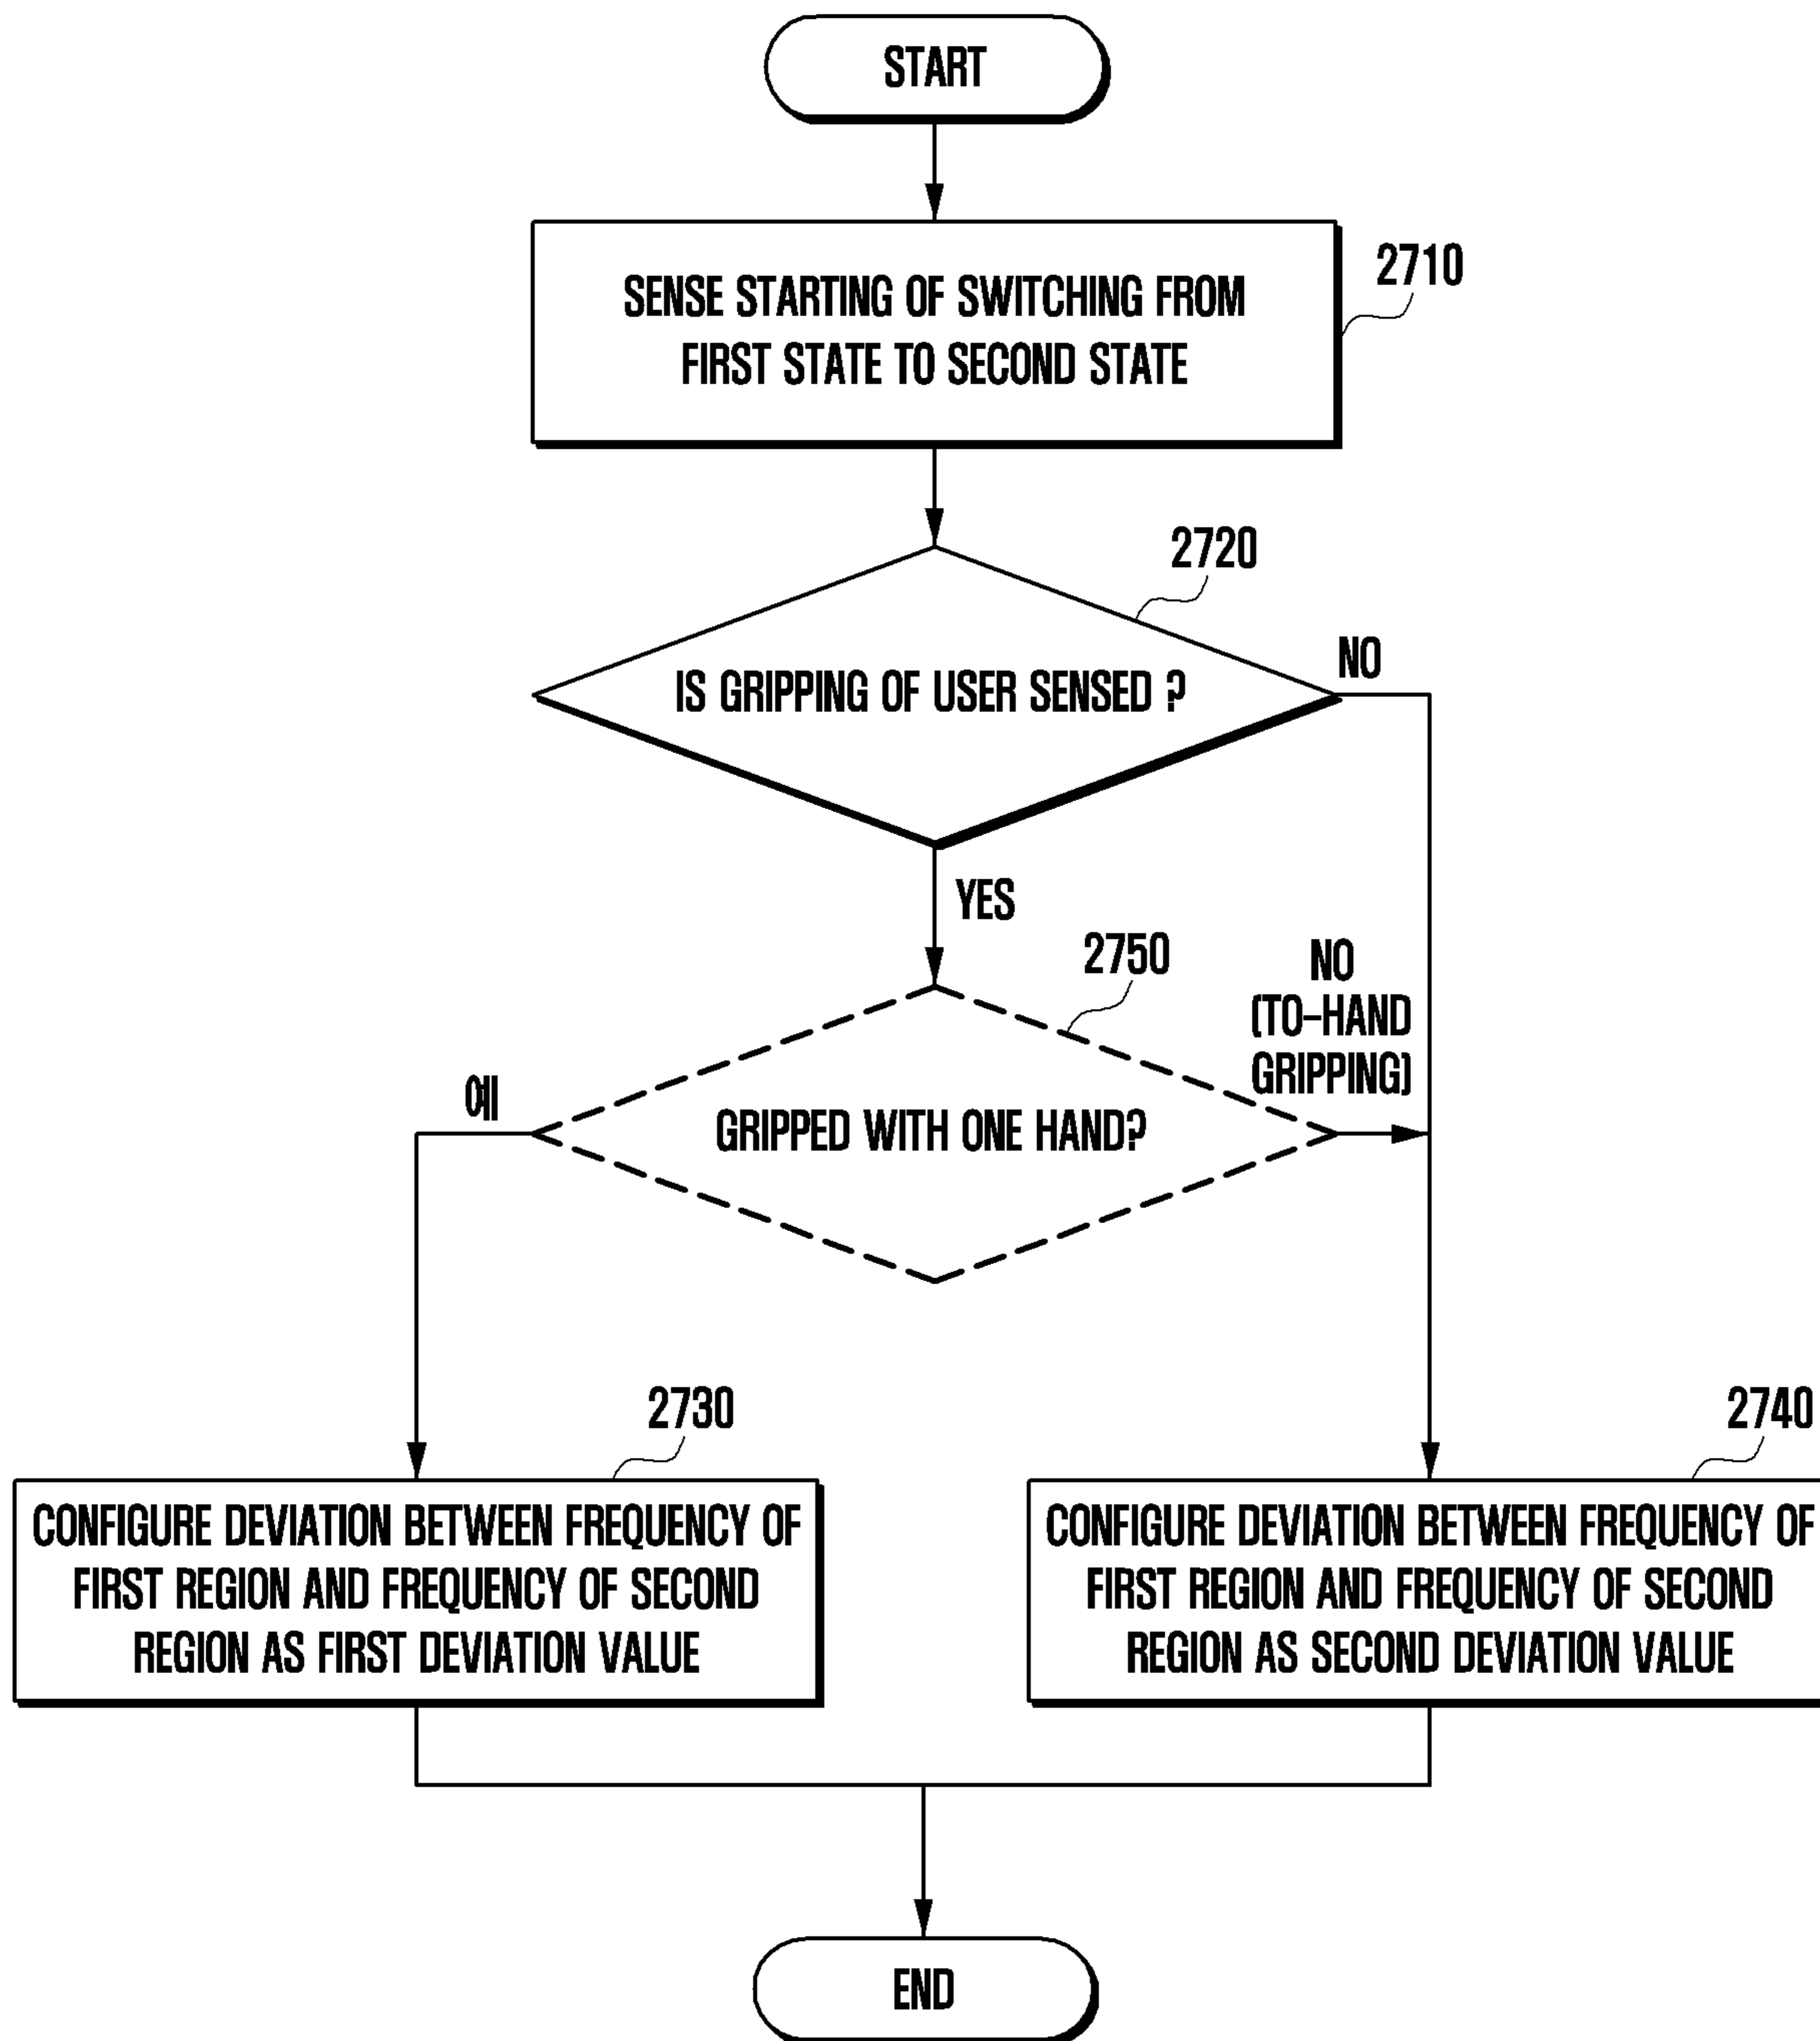 START
SENSE STARTING OF SWITCHING FROM
FIRST STATE TO SECOND STATE
2710
2720
IS GRIPPING OF USER SENSED ?
NO
YES
2750
NO
(TO-HAND
GRIPPING)
예
GRIPPED WITH ONE HAND?
2730
CONFIGURE DEVIATION BETWEEN FREQUENCY OF
FIRST REGION AND FREQUENCY OF SECOND
REGION AS FIRST DEVIATION VALUE
2740
CONFIGURE DEVIATION BETWEEN FREQUENCY OF
FIRST REGION AND FREQUENCY OF SECOND
REGION AS SECOND DEVIATION VALUE
END